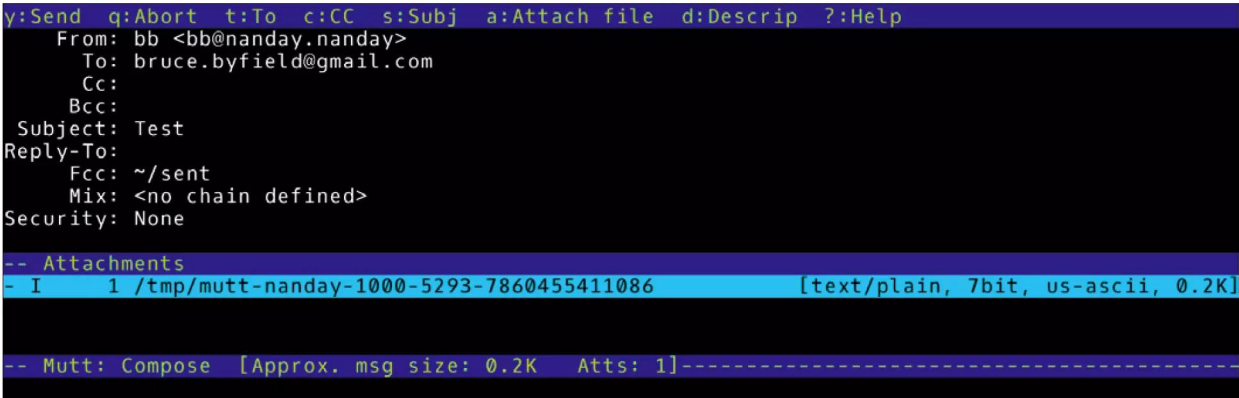 y:Send  q:Abort  t:To  c:CC  s:Subj  a:Attach file  d:Descrip  ?:Help
From: bb <bb@nanday.nanday>
To: bruce.byfield@gmail.com
Cc:
Bcc:
Subject: Test
Reply-To:
Fcc: ~/sent
Mix: <no chain defined>
Security: None
-- Attachments
- I     1 /tmp/mutt-nanday-1000-5293-7860455411086           [text/plain, 7bit, us-ascii, 0.2K]
-- Mutt: Compose  [Approx. msg size: 0.2K   Atts: 1]-------------------------------------------